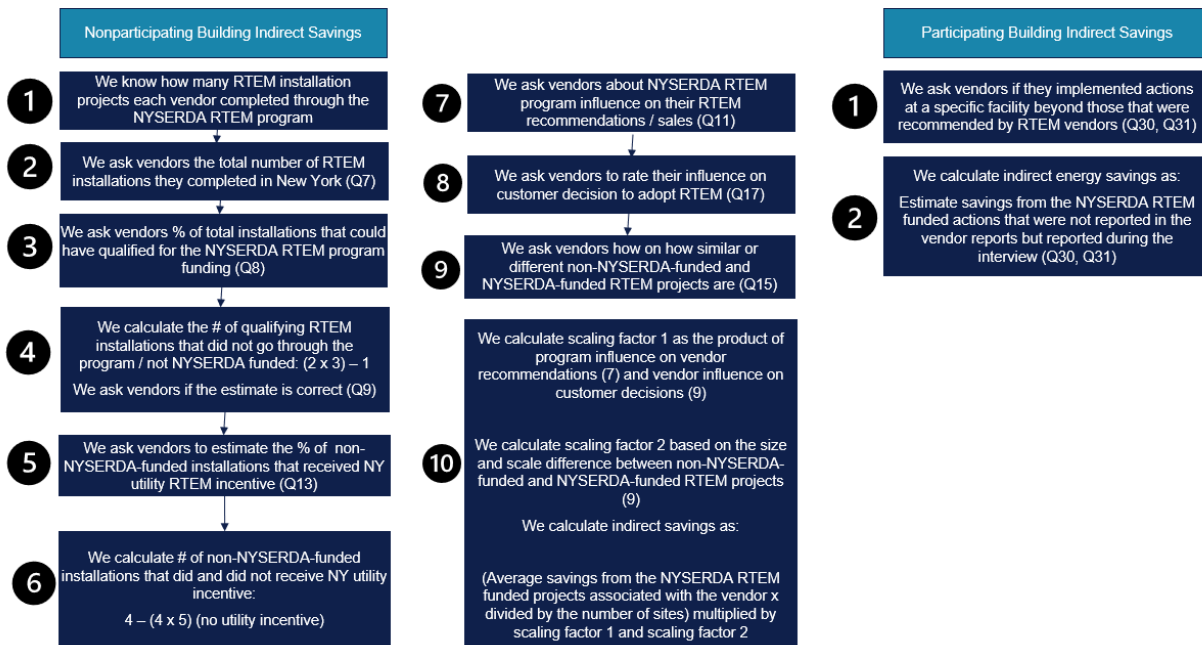 Nonparticipating Building Indirect Savings
1
We know how many RTEM installation
projects each vendor completed through the
NYSERDA RTEM program
2
We ask vendors the total number of RTEM
installations they completed in New York (Q7)
3
We ask vendors % of total installations that could
have qualified for the NYSERDA RTEM program
funding (Q8)
4
We calculate the # of qualifying RTEM
installations that did not go through the
program / not NYSERDA funded: (2 x 3) – 1
We ask vendors if the estimate is correct (Q9)
5
We ask vendors to estimate the % of non-
NYSERDA-funded installations that received NY
utility RTEM incentive (Q13)
6
We calculate # of non-NYSERDA-funded
installations that did and did not receive NY utility
incentive:
4 – (4 x 5) (no utility incentive)
7
We ask vendors about NYSERDA RTEM
program influence on their RTEM
recommendations / sales (Q11)
8
We ask vendors to rate their influence on
customer decision to adopt RTEM (Q17)
9
We ask vendors how on how similar or
different non-NYSERDA-funded and
NYSERDA-funded RTEM projects are (Q15)
10
We calculate scaling factor 1 as the product of
program influence on vendor
recommendations (7) and vendor influence on
customer decisions (9)
We calculate scaling factor 2 based on the size
and scale difference between non-NYSERDA-
funded and NYSERDA-funded RTEM projects
(9)
We calculate indirect savings as:
(Average savings from the NYSERDA RTEM
funded projects associated with the vendor x
divided by the number of sites) multiplied by
scaling factor 1 and scaling factor 2
Participating Building Indirect Savings
1
We ask vendors if they implemented actions
at a specific facility beyond those that were
recommended by RTEM vendors (Q30, Q31)
2
We calculate indirect energy savings as:
Estimate savings from the NYSERDA RTEM
funded actions that were not reported in the
vendor reports but reported during the
interview (Q30, Q31)